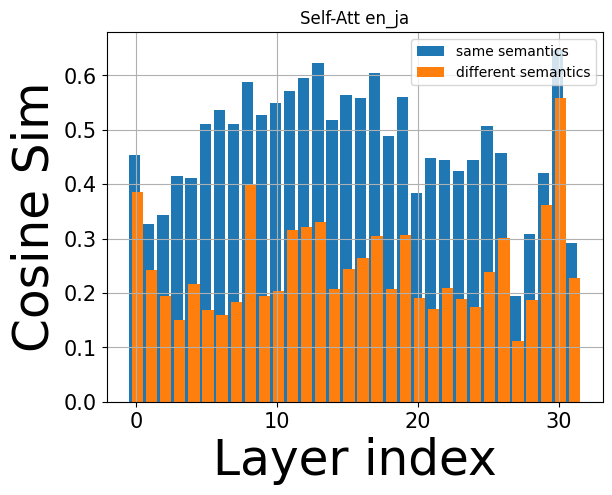 Self-Att en_ja
same semantics
different semantics
Cosine Sim
0.6
0.5
0.4
0.3
0.2
0.1
0.0
0
10
20
30
Layer index